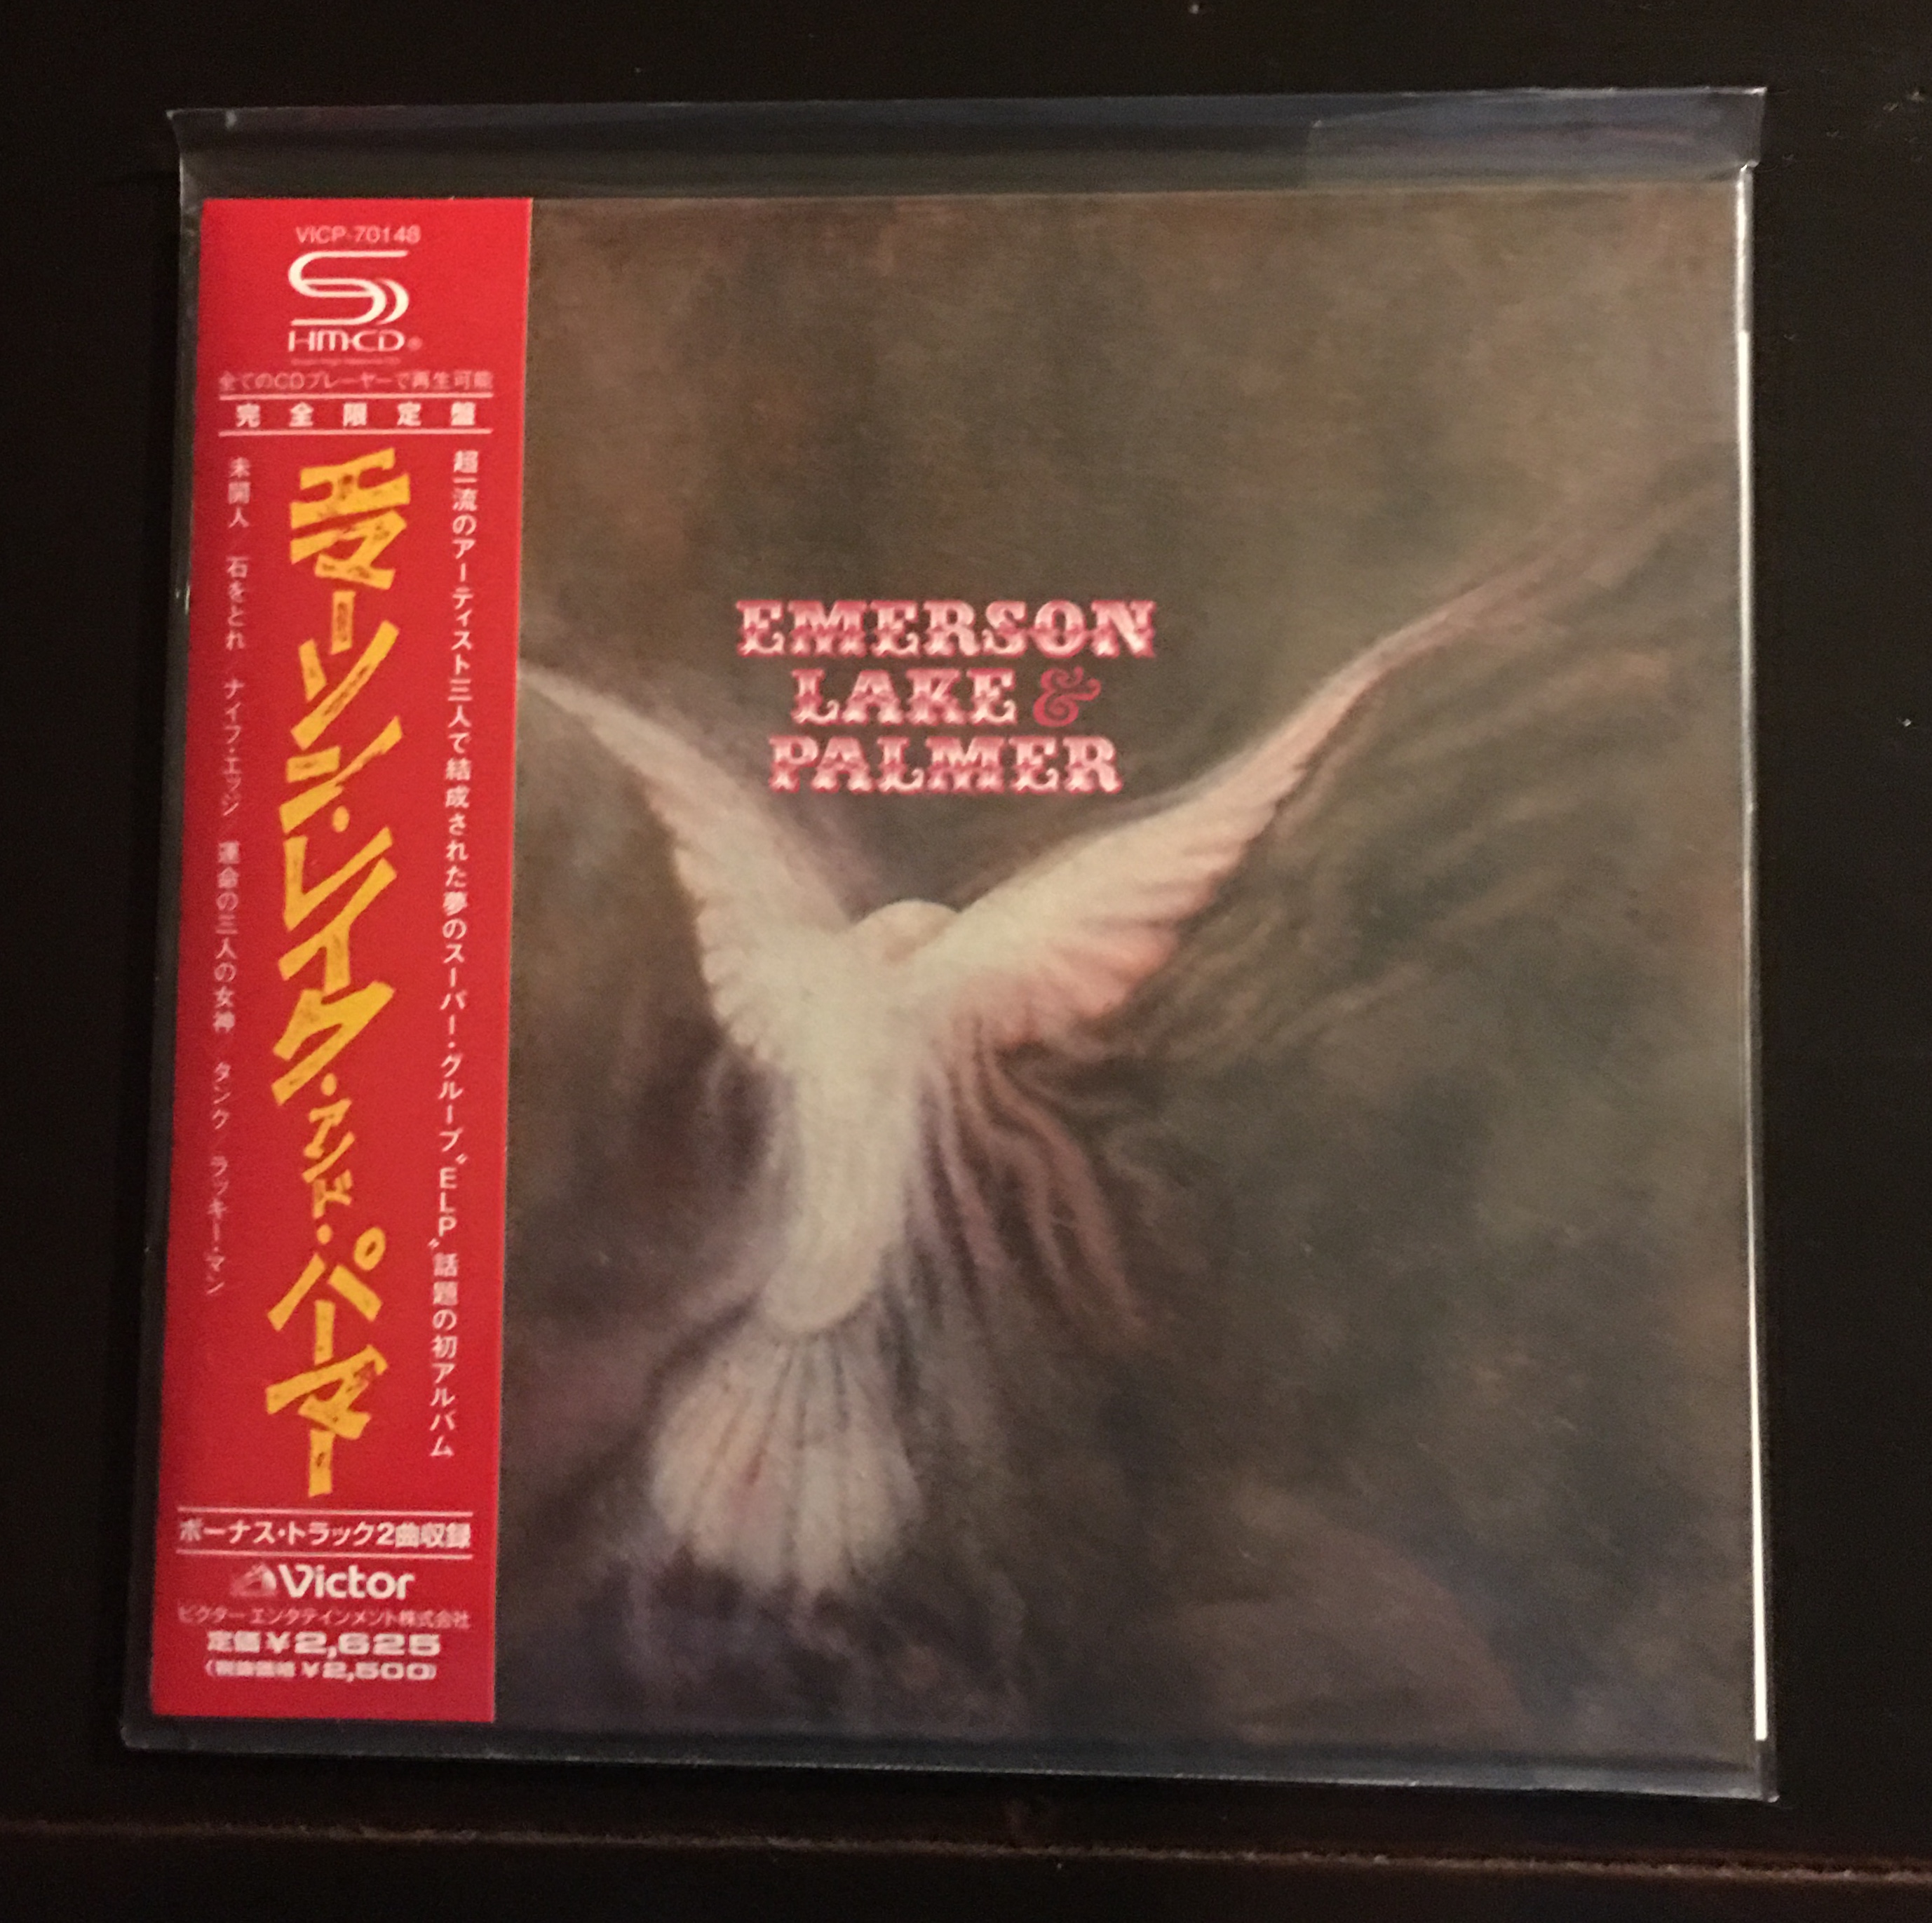 VICP-70148
HM-CD®
全てのCDプレーヤーで再生可能
完全限定盤
超一流のアーティスト三人で結成された夢のスーパー・グループ〝ELP〟話題の初アルバム
エマーソン・レイク・アンド・パーマー
未開人／石をとれ／ナイフ・エッジ／運命の三人の女神／タンク／ラッキー・マン
ボーナス・トラック2曲収録
Victor
ビクターエンタテインメント株式会社
定価¥2,625
(税抜価格 ¥2,500)
EMERSON
LAKE &
PALMER